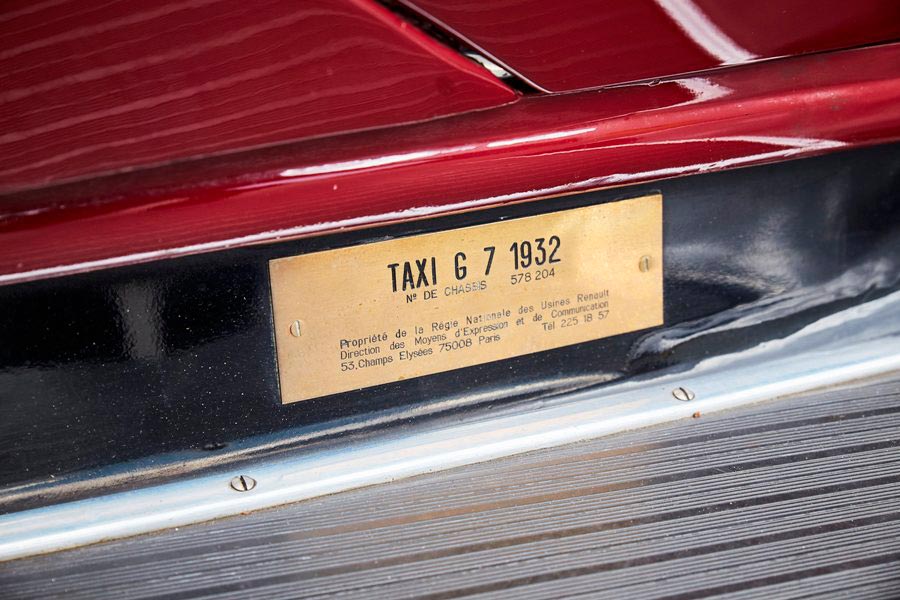 TAXI G 7 1932
Nº DE CHASSIS 578 204
Propriété de la Régie Nationale des Usines Renault
Direction des Moyens d'Expression et de Communication
53,Champs Elysées 75008 Paris Tél 225 18 57